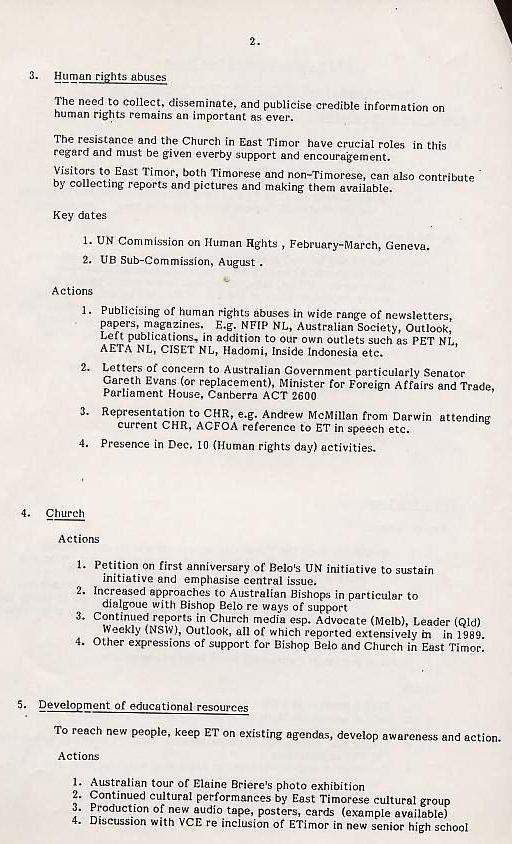 2.
3. Human rights abuses
The need to collect, disseminate, and publicise credible information on
human rights remains an important as ever.
The resistance and the Church in East Timor have crucial roles in this
regard and must be given everby support and encouragement.
Visitors to East Timor, both Timorese and non-Timorese, can also contribute
by collecting reports and pictures and making them available.
Key dates
1. UN Commission on Human Rghts , February-March, Geneva.
2. UB Sub-Commission, August .
Actions
1. Publicising of human rights abuses in wide range of newsletters,
papers, magazines. E.g. NFIP NL, Australian Society, Outlook,
Left publications, in addition to our own outlets such as PET NL,
AETA NL, CISET NL, Hadomi, Inside Indonesia etc.
2. Letters of concern to Australian Government particularly Senator
Gareth Evans (or replacement), Minister for Foreign Affairs and Trade,
Parliament House, Canberra ACT 2600
3. Representation to CHR, e.g. Andrew McMillan from Darwin attending
current CHR, ACFOA reference to ET in speech etc.
4. Presence in Dec. 10 (Human rights day) activities.
4. Church
Actions
1. Petition on first anniversary of Belo's UN initiative to sustain
initiative and emphasise central issue.
2. Increased approaches to Australian Bishops in particular to
dialgoue with Bishop Belo re ways of support
3. Continued reports in Church media esp. Advocate (Melb), Leader (Qld)
Weekly (NSW), Outlook, all of which reported extensively in in 1989.
4. Other expressions of support for Bishop Belo and Church in East Timor.
5. Development of educational resources
To reach new people, keep ET on existing agendas, develop awareness and action.
Actions
1. Australian tour of Elaine Briere's photo exhibition
2. Continued cultural performances by East Timorese cultural group
3. Production of new audio tape, posters, cards (example available)
4. Discussion with VCE re inclusion of ETimor in new senior high school